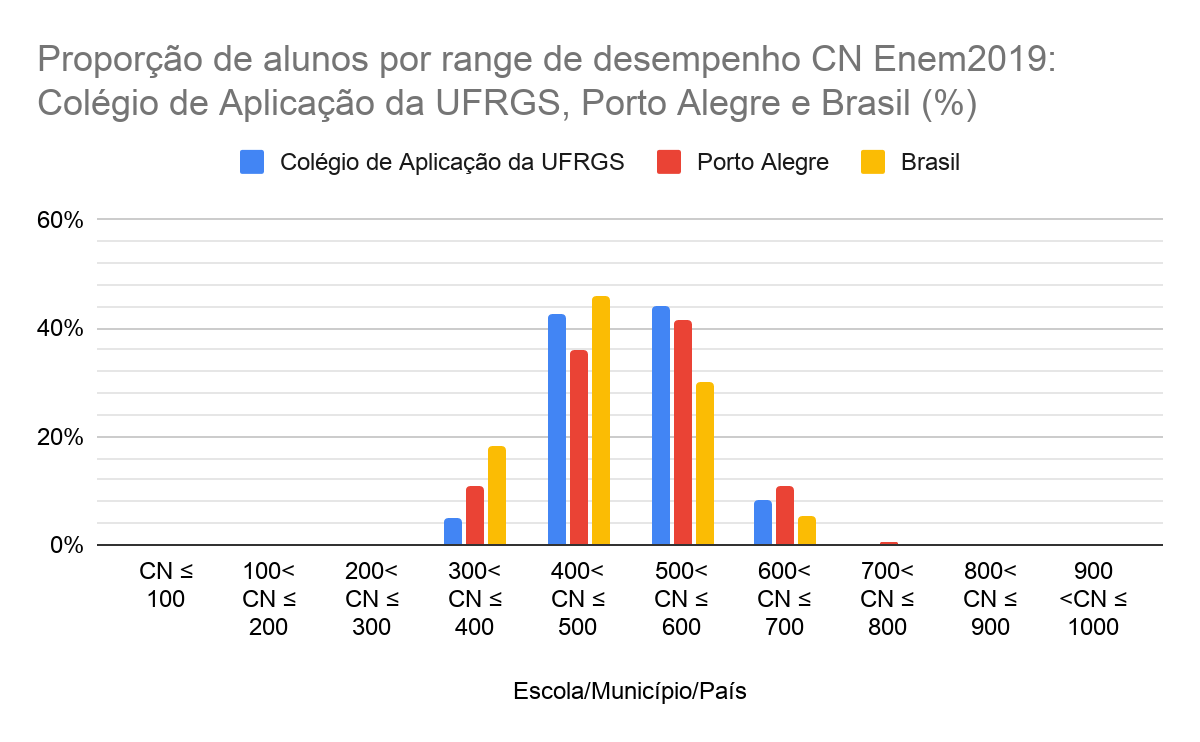 Proporção de alunos por range de desempenho CN Enem2019:
Colégio de Aplicação da UFRGS, Porto Alegre e Brasil (%)
Colégio de Aplicação da UFRGS Porto Alegre Brasil
60%
40%
20%
0%
CN ≤ 100
100< CN ≤ 200
200< CN ≤ 300
300< CN ≤ 400
400< CN ≤ 500
500< CN ≤ 600
600< CN ≤ 700
700< CN ≤ 800
800< CN ≤ 900
900 <CN ≤ 1000
Escola/Município/País